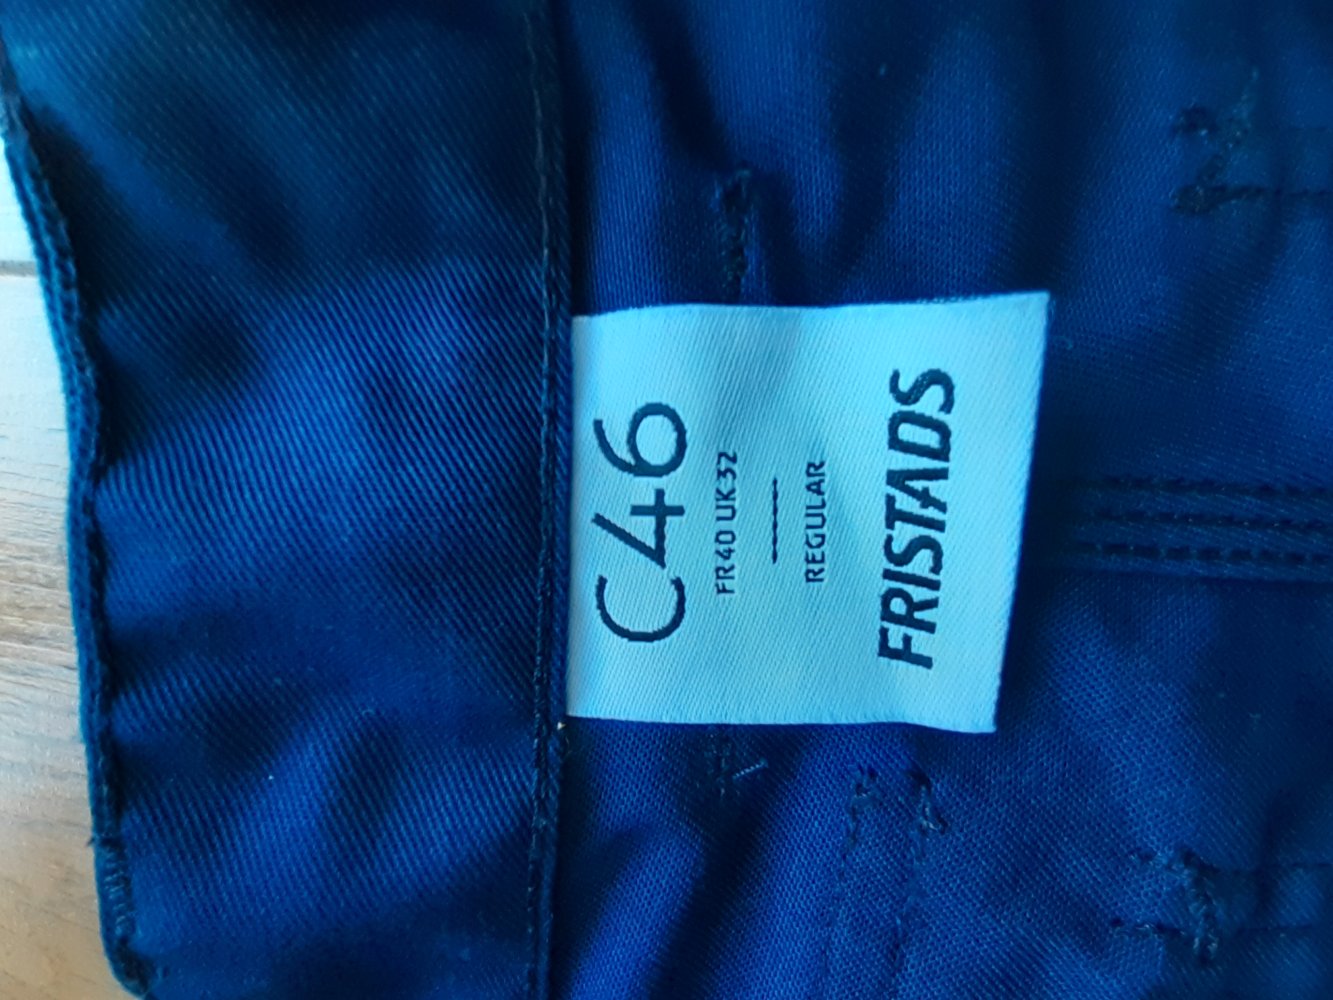 C46
FR 40 UK 32
REGULAR
FRISTADS